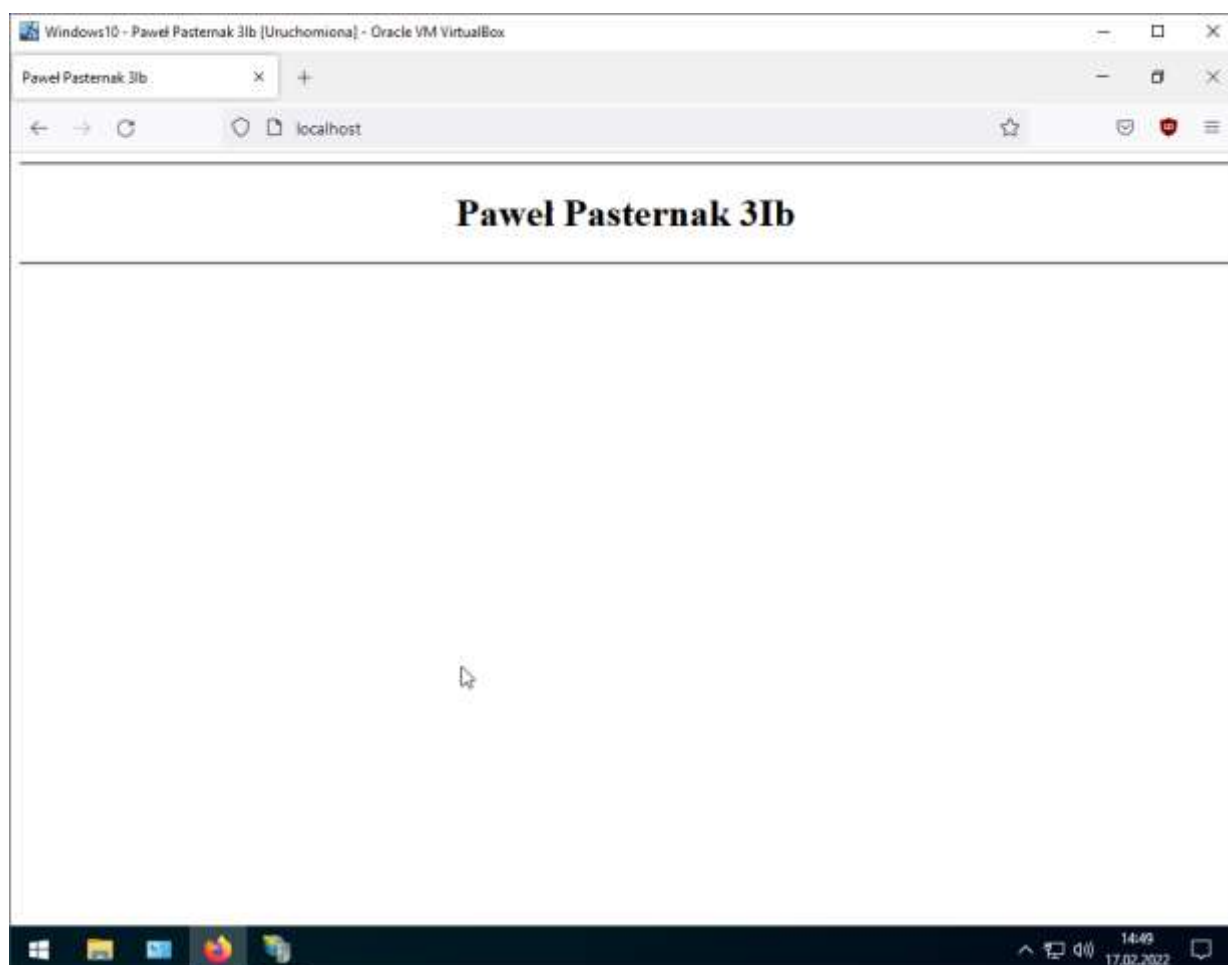 Windows10 - Paweł Pasternak 3Ib [Uruchomiona] - Oracle VM VirtualBox
Paweł Pasternak 3Ib
localhost
Paweł Pasternak 3Ib
14:49
17.02.2022